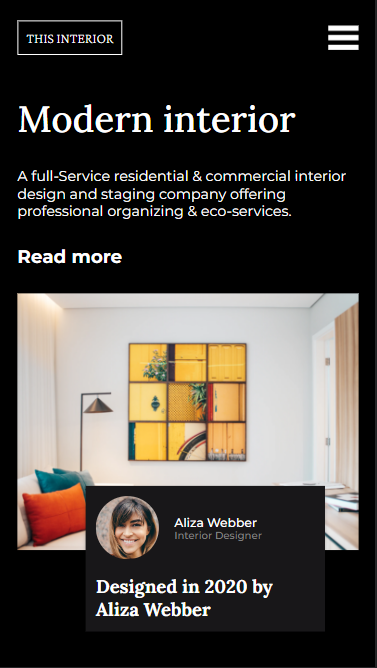 THIS INTERIOR
Modern interior
A full-Service residential & commercial interior
design and staging company offering
professional organizing & eco-services.
Read more
Aliza Webber
Interior Designer
Designed in 2020 by
Aliza Webber